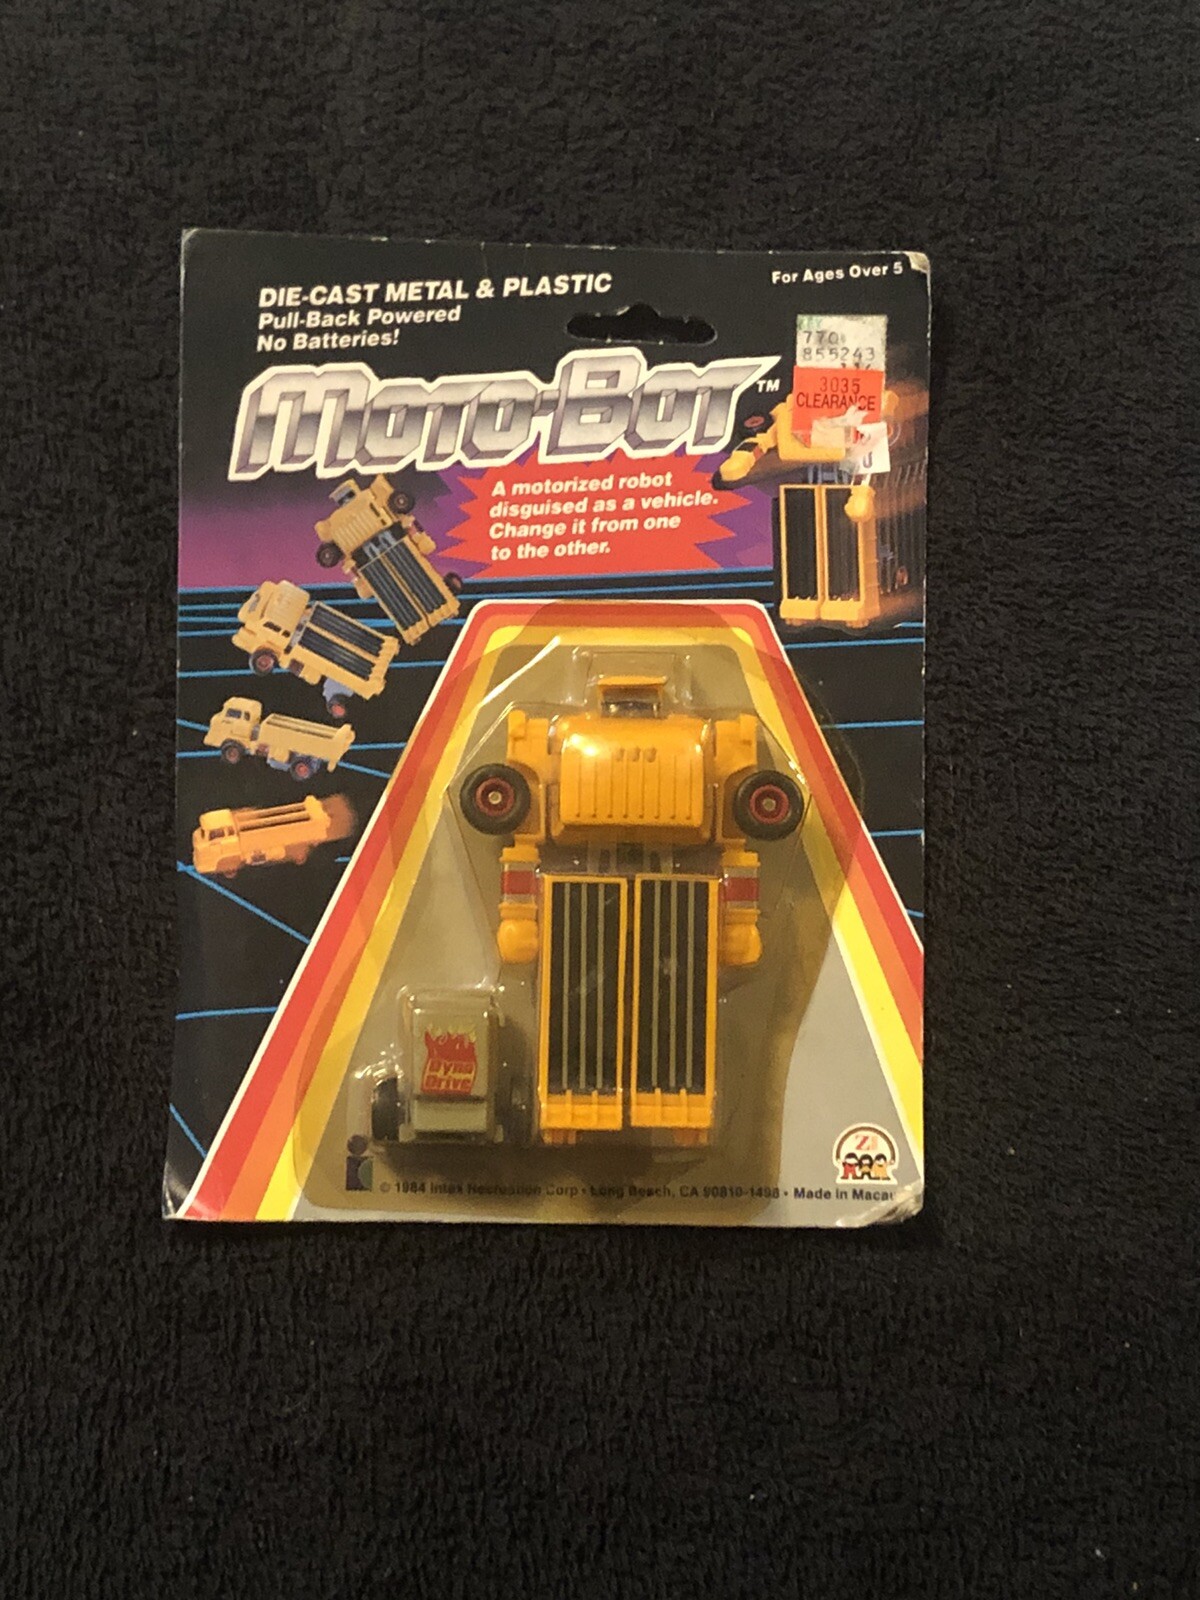 DIE-CAST METAL & PLASTIC
Pull-Back Powered
No Batteries!
For Ages Over 5
770
855243
3035
CLEARANCE
MOTO-BOT™
A motorized robot
disguised as a vehicle.
Change it from one
to the other.
Dyna
Drive
Z
i
© 1984 Intex Recreation Corp • Long Beach, CA 90810-1498 • Made in Macau